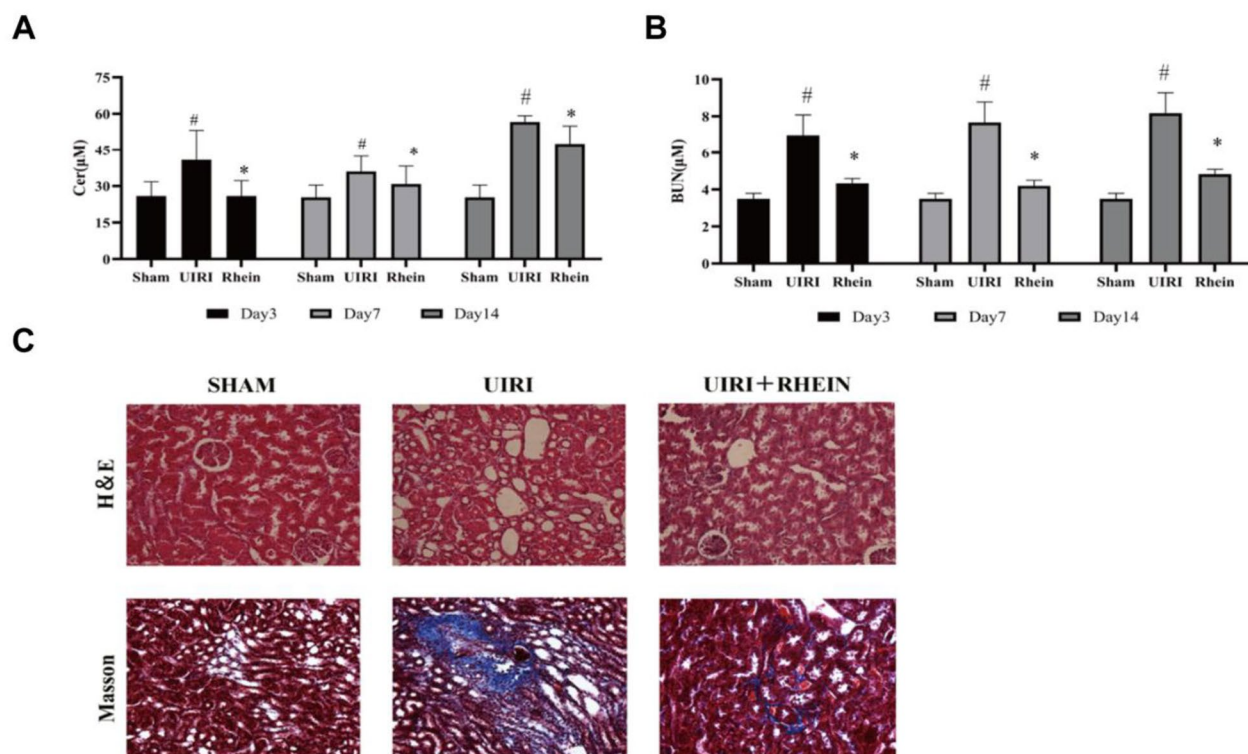 A
B
Cer(μM)
75
60
45
30
15
0
#
*
#
*
#
*
Sham UIRI Rhein Sham UIRI Rhein Sham UIRI Rhein
Day3 Day7 Day14
BUN(μM)
10
8
6
4
2
0
#
*
#
*
#
*
Sham UIRI Rhein Sham UIRI Rhein Sham UIRI Rhein
Day3 Day7 Day14
C
SHAM UIRI UIRI+RHEIN
H&E
Masson